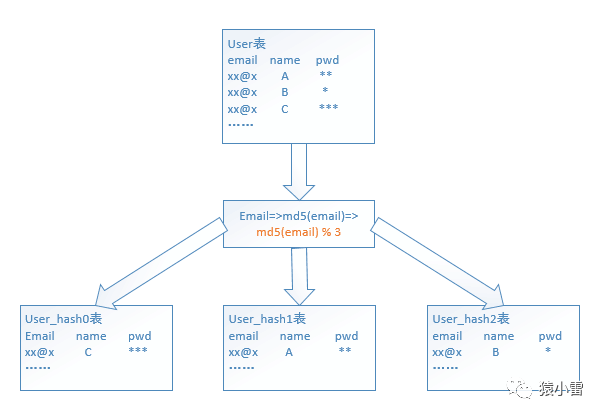 User表
email name pwd
xx@x A **
xx@x B *
xx@x C ***
……
Email=>md5(email)=>
md5(email) % 3
User_hash0表
Email name pwd
xx@x C ***
……
User_hash1表
email name pwd
xx@x A **
……
User_hash2表
email name pwd
xx@x B *
……
猿小雷